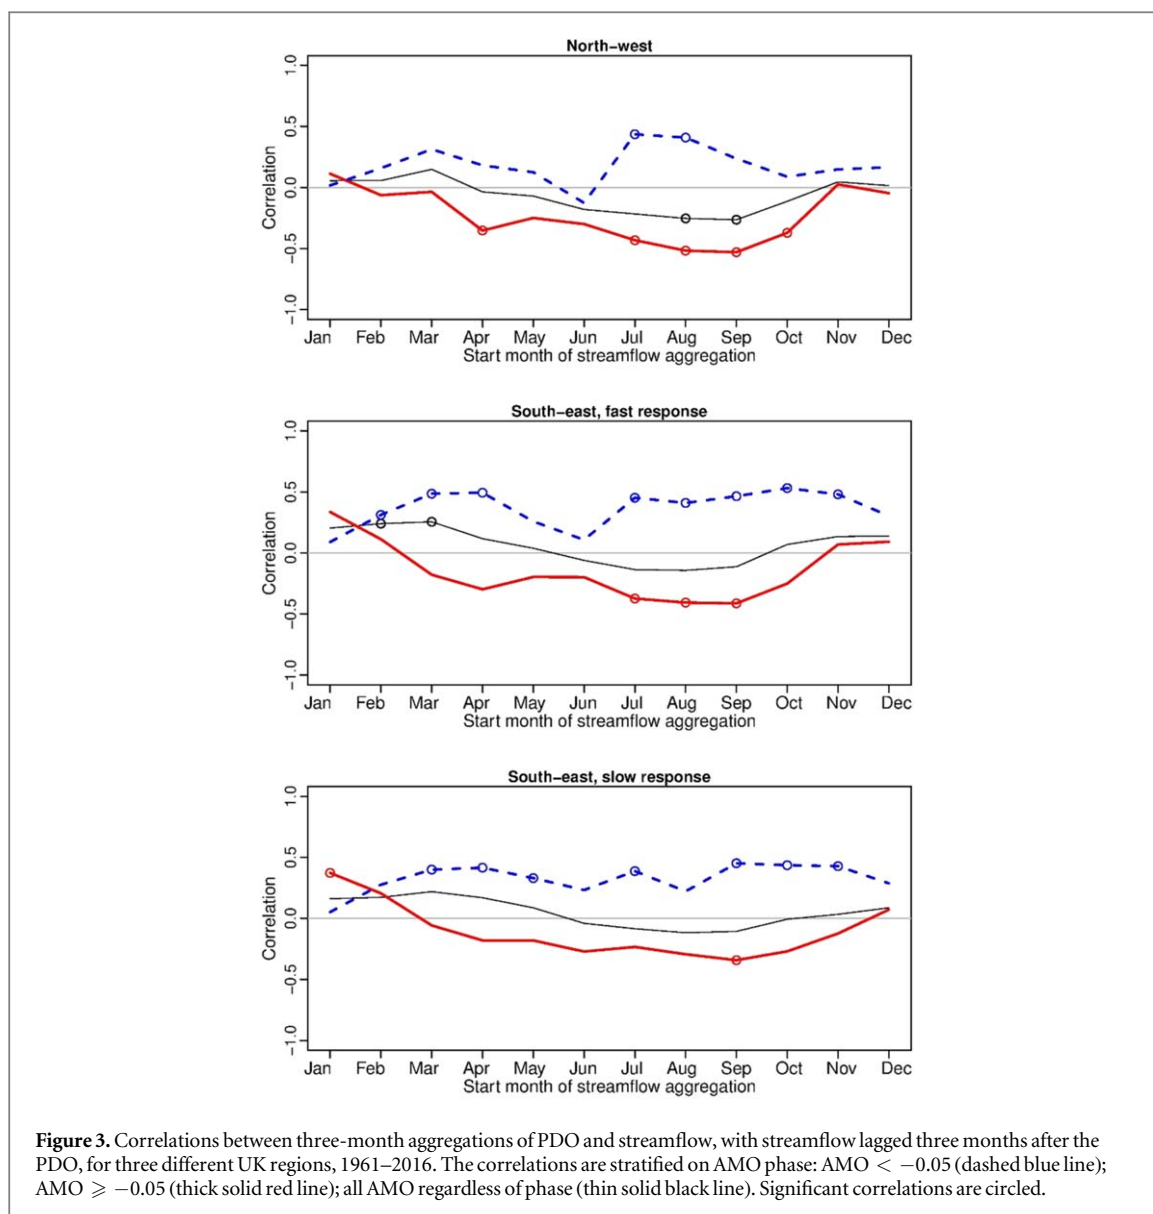 North-west
1.0
0.5
0.0
-0.5
-1.0
Correlation
Jan Feb Mar Apr May Jun Jul Aug Sep Oct Nov Dec
Start month of streamflow aggregation
South-east, fast response
1.0
0.5
0.0
-0.5
-1.0
Correlation
Jan Feb Mar Apr May Jun Jul Aug Sep Oct Nov Dec
Start month of streamflow aggregation
South-east, slow response
1.0
0.5
0.0
-0.5
-1.0
Correlation
Jan Feb Mar Apr May Jun Jul Aug Sep Oct Nov Dec
Start month of streamflow aggregation
Figure 3. Correlations between three-month aggregations of PDO and streamflow, with streamflow lagged three months after the
PDO, for three different UK regions, 1961–2016. The correlations are stratified on AMO phase: AMO < −0.05 (dashed blue line);
AMO ⩾ −0.05 (thick solid red line); all AMO regardless of phase (thin solid black line). Significant correlations are circled.